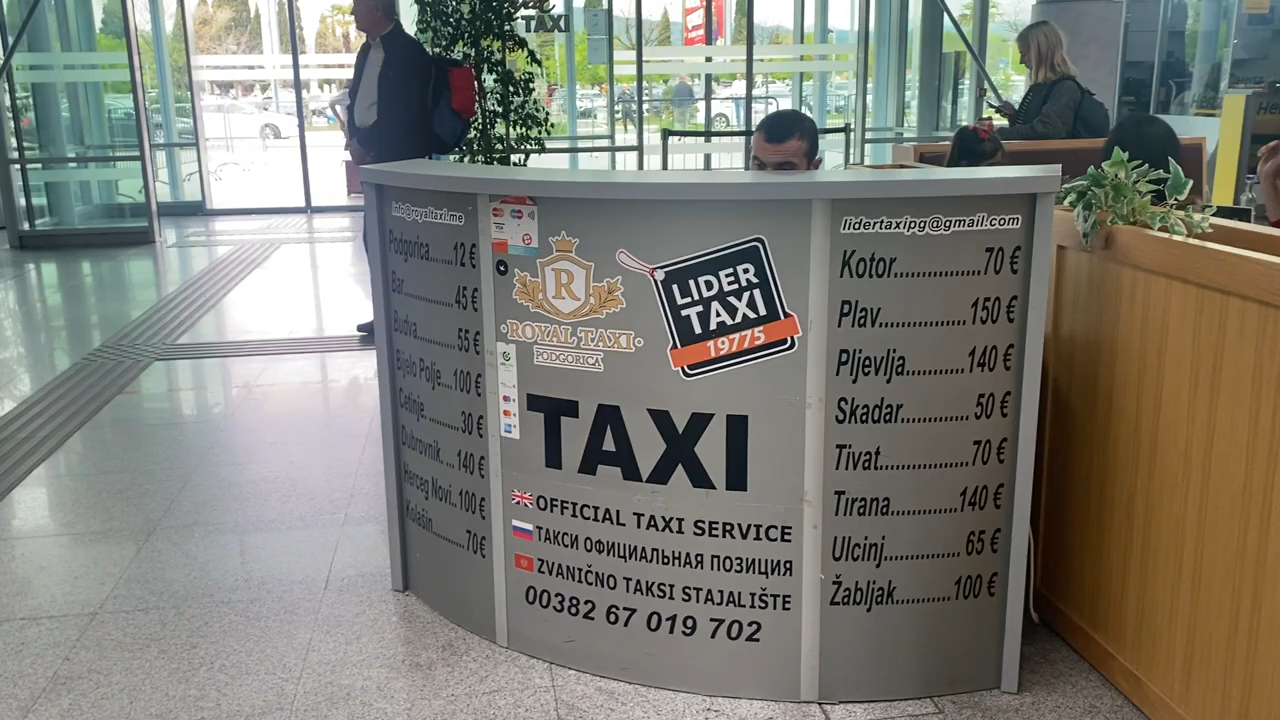 TAXI
info@royaltaxi.me
Podgorica.......12 €
Bar..............45 €
Budva...........55 €
Bijelo Polje....100 €
Cetinje..........30 €
Dubrovnik....140 €
Herceg Novi..100 €
Kolašin..........70€
VISA
R
·ROYAL TAXI·
PODGORICA
LIDER
TAXI
19775
TAXI
OFFICIAL TAXI SERVICE
ТАКСИ ОФИЦИАЛЬНАЯ ПОЗИЦИЯ
ZVANIČNO TAKSI STAJALIŠTE
00382 67 019 702
lidertaxipg@gmail.com
Kotor................70 €
Plav................150 €
Pljevlja...........140 €
Skadar............50 €
Tivat................70 €
Tirana............140 €
Ulcinj.............. 65 €
Žabljak..........100 €